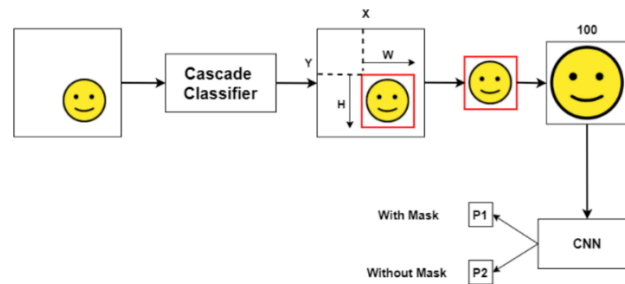 X
100
Y
W
H
Cascade
Classifier
With Mask
P1
CNN
Without Mask
P2